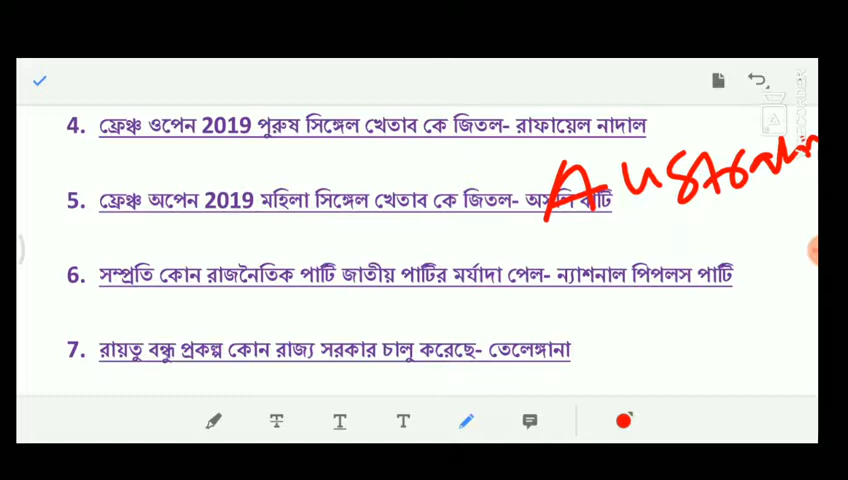 4. ফ্রেঞ্চ ওপেন 2019 পুরুষ সিঙ্গেল খেতাব কে জিতল- রাফায়েল নাদাল
5. ফ্রেঞ্চ অপেন 2019 মহিলা সিঙ্গেল খেতাব কে জিতল-
6. সম্প্রতি কোন রাজনৈতিক পার্টি জাতীয় পার্টির মর্যাদা পেল- ন্যাশনাল পিপলস পার্টি
7. রায়তু বন্ধু প্রকল্প কোন রাজ্য সরকার চালু করেছে- তেলেঙ্গানা
RECORDER